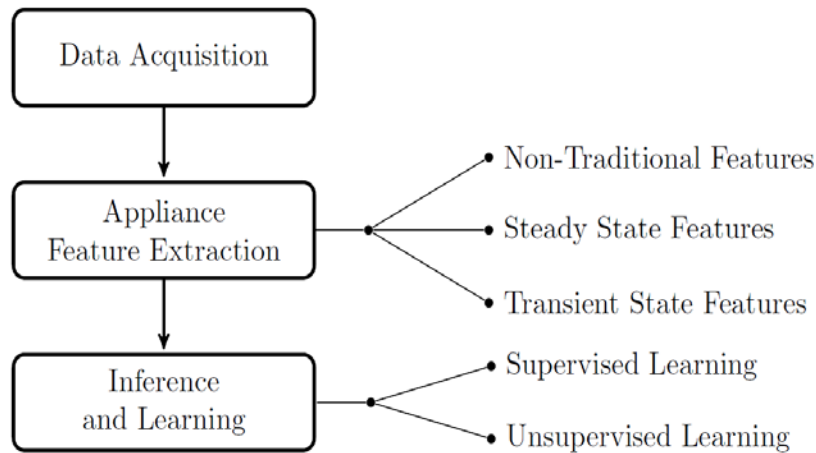 Data Acquisition
Appliance
Feature Extraction
Non-Traditional Features
Steady State Features
Transient State Features
Inference
and Learning
Supervised Learning
Unsupervised Learning